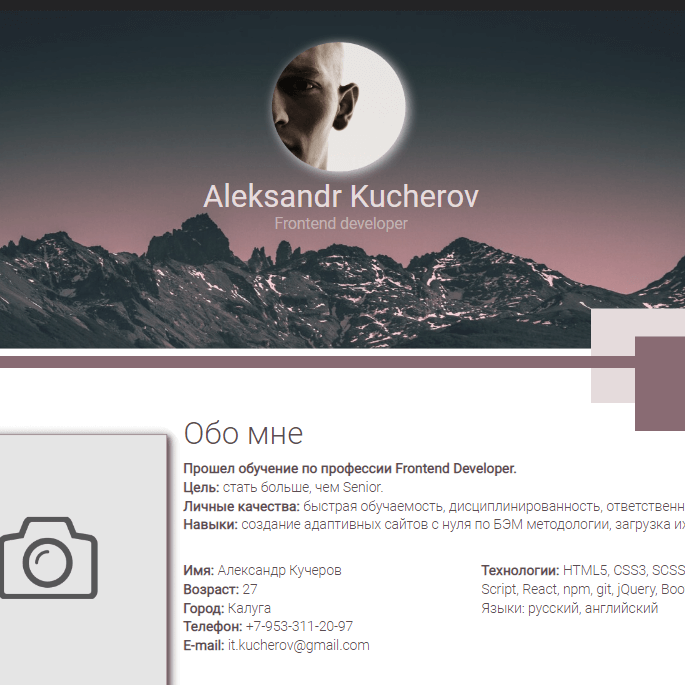 Aleksandr Kucherov
Frontend developer
Обо мне
Прошел обучение по профессии Frontend Developer.
Цель: стать больше, чем Senior.
Личные качества: быстрая обучаемость, дисциплинированность,
Навыки: создание адаптивных сайтов с нуля по БЭМ методологии, загрузка
Имя: Александр Кучеров
Возраст: 27
Город: Калуга
Телефон: +7-953-311-20-97
E-mail: it.kucherov@gmail.com
Технологии: HTML5, CSS3, SCSS
Script, React, npm, git, jQuery,
Языки: русский, английский